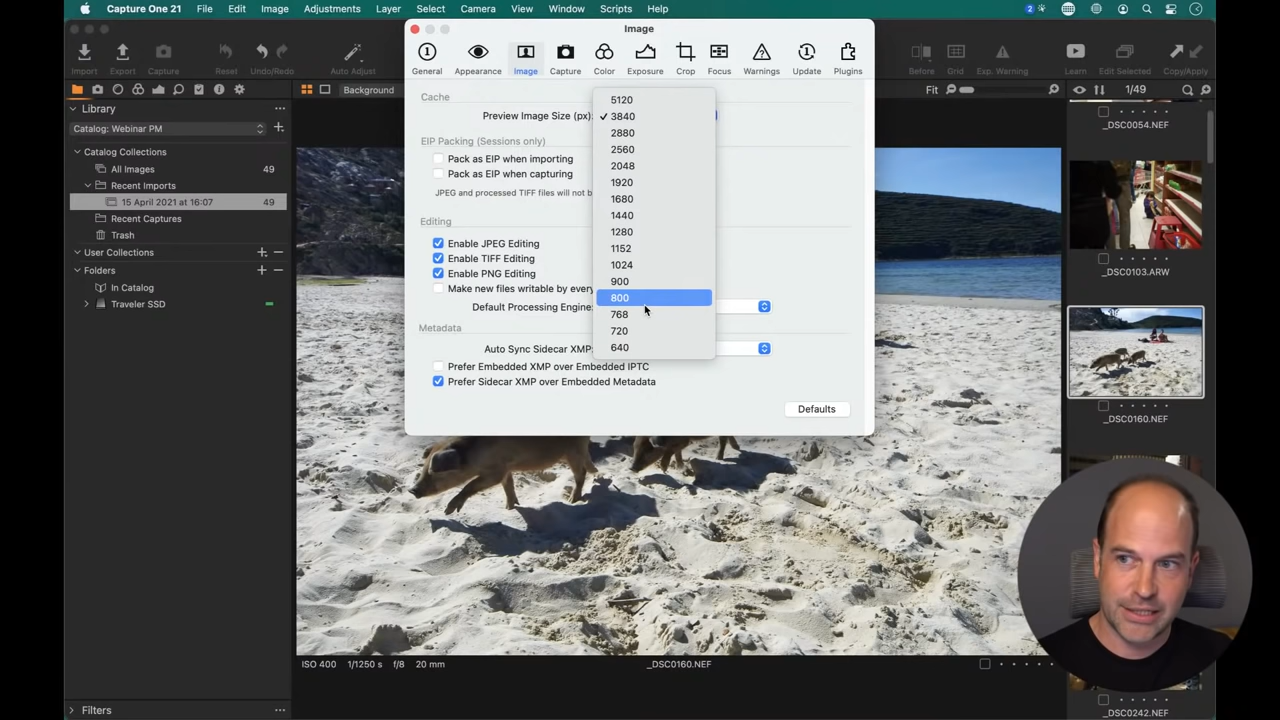 Capture One 21 File Edit Image Adjustments Layer Select Camera View Window Scripts Help 2
Image
Import Export Capture Reset Undo/Redo Auto Adjust
General Appearance Image Capture Color Exposure Crop Focus Warnings Update Plugins
Before Grid Exp. Warning Learn Edit Selected Copy/Apply
Library
Background
Fit
1/49
Catalog: Webinar PM
Catalog Collections
All Images 49
Recent Imports
15 April 2021 at 16:07 49
Recent Captures
Trash
User Collections
Folders
In Catalog
Traveler SSD
Cache
Preview Image Size (px):
5120
3840
2880
2560
2048
1920
1680
1440
1280
1152
1024
900
800
768
720
640
EIP Packing (Sessions only)
Pack as EIP when importing
Pack as EIP when capturing
JPEG and processed TIFF files will not b
Editing
Enable JPEG Editing
Enable TIFF Editing
Enable PNG Editing
Make new files writable by every
Default Processing Engine:
Metadata
Auto Sync Sidecar XMP:
Prefer Embedded XMP over Embedded IPTC
Prefer Sidecar XMP over Embedded Metadata
Defaults
_DSC0054.NEF
_DSC0103.ARW
_DSC0160.NEF
_DSC0242.NEF
ISO 400 1/1250 s f/8 20 mm
_DSC0160.NEF
Filters